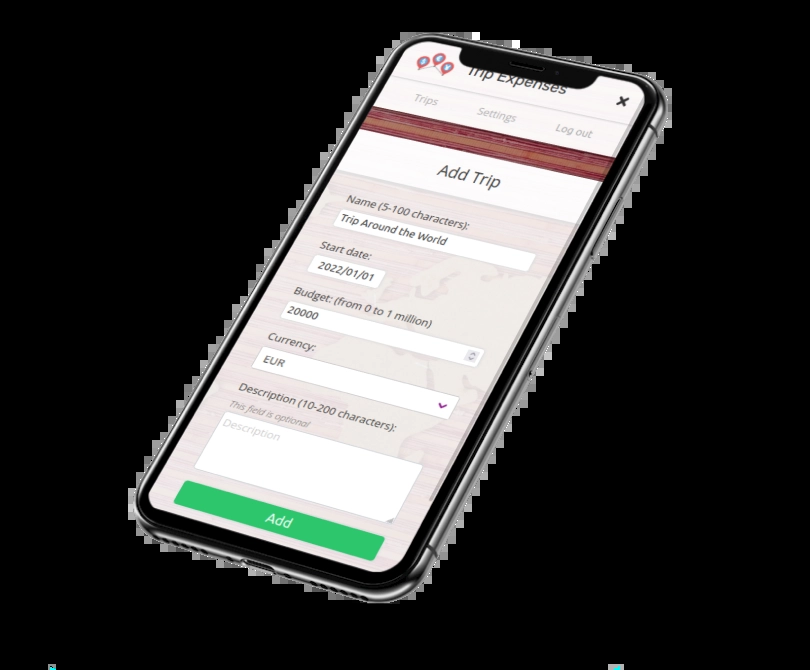 Trip Expenses
Trips Settings Log out
Add Trip
Name (5-100 characters):
Trip Around the World
Start date:
2022/01/01
Budget: (from 0 to 1 million)
20000
Currency:
EUR
Description (10-200 characters):
This field is optional
Description
Add